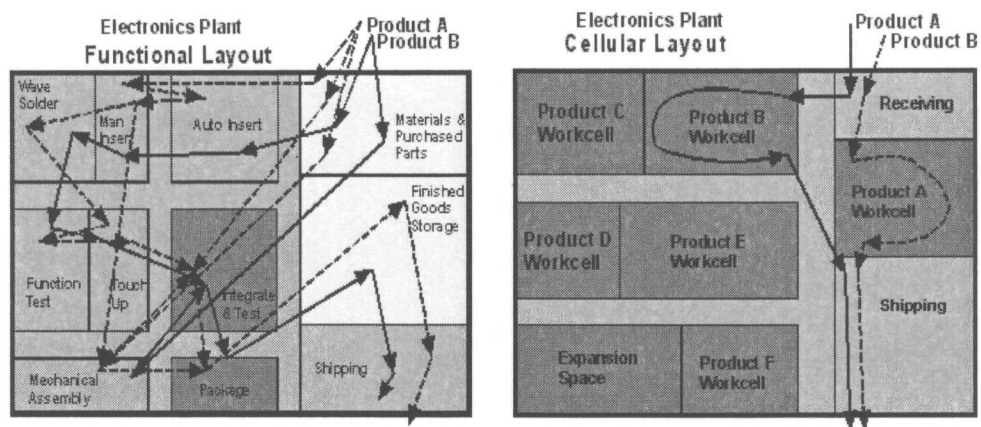 Electronics Plant
Functional Layout
Product A
Product B
Wave
Solder
Man
Insert
Auto Insert
Materials &
Purchased
Parts
Finished
Goods
Storage
Function
Test
Touch
Up
Integrate
& Test
Mechanical
Assembly
Package
Shipping
Electronics Plant
Cellular Layout
Product A
Product B
Product C
Workcell
Product B
Workcell
Receiving
Product A
Workcell
Product D
Workcell
Product E
Workcell
Shipping
Expansion
Space
Product F
Workcell